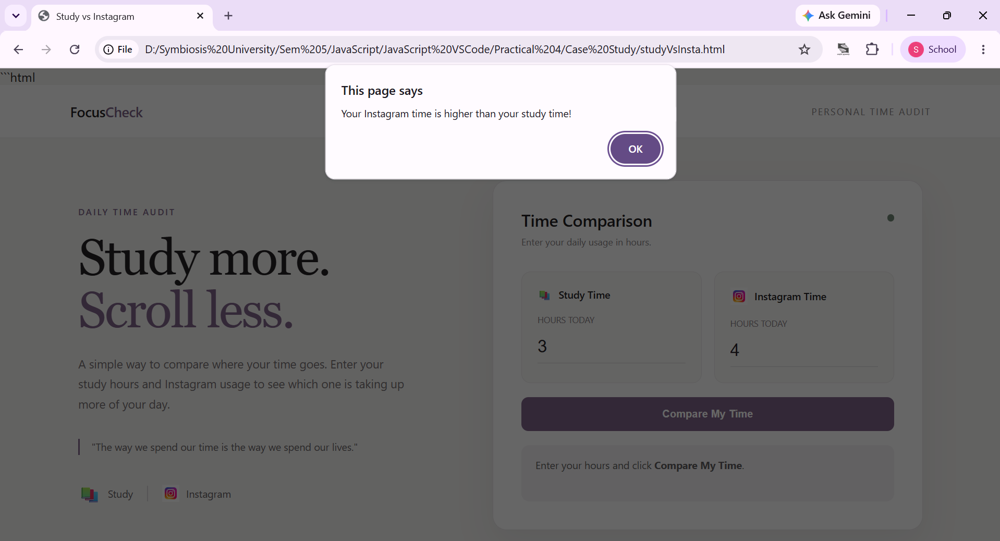 Study vs Instagram
Ask Gemini
File
D:/Symbiosis%20University/Sem%205/JavaScript/JavaScript%20VSCode/Practical%204/Case%20Study/studyVsInsta.html
S
School
```html
This page says
Your Instagram time is higher than your study time!
OK
FocusCheck
PERSONAL TIME AUDIT
DAILY TIME AUDIT
Study more.
Scroll less.
A simple way to compare where your time goes. Enter your
study hours and Instagram usage to see which one is taking up
more of your day.
"The way we spend our time is the way we spend our lives."
Study
Instagram
Time Comparison
Enter your daily usage in hours.
Study Time
HOURS TODAY
3
Instagram Time
HOURS TODAY
4
Compare My Time
Enter your hours and click Compare My Time.